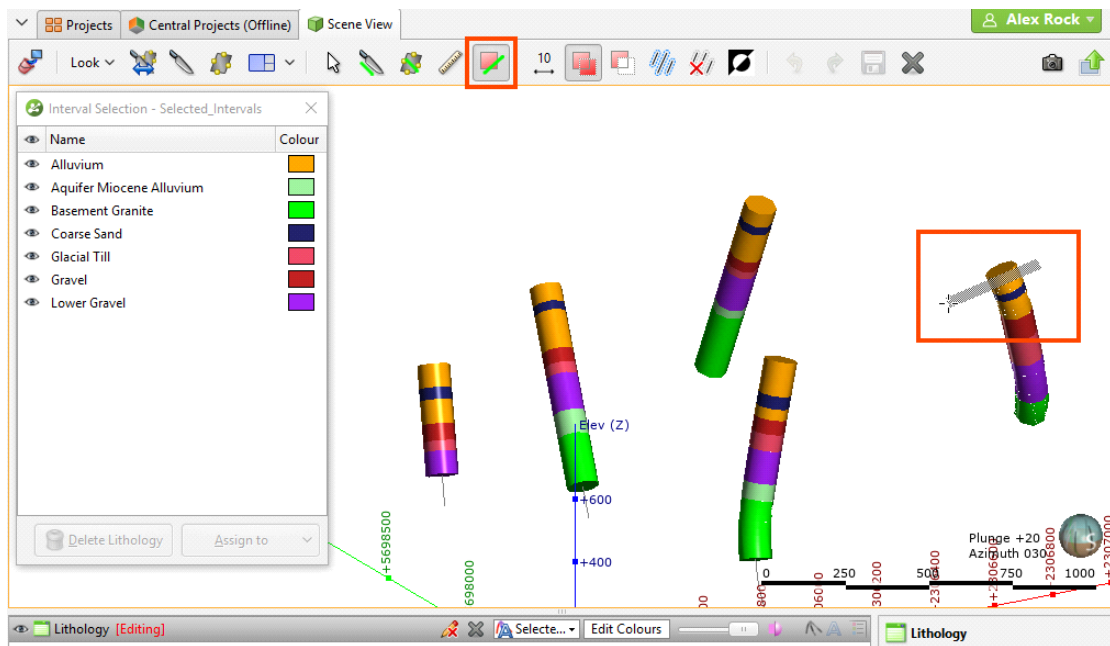 Projects
Central Projects (Offline)
Scene View
Alex Rock
Look
10
Interval Selection - Selected_Intervals
Name
Colour
Alluvium
Aquifer Miocene Alluvium
Basement Granite
Coarse Sand
Glacial Till
Gravel
Lower Gravel
Delete Lithology
Assign to
Elev (Z)
+600
+400
+5698500
698000
Plunge +20
Azimuth 030
0
250
500
750
1000
-2306800
+2307000
Lithology [Editing]
Selecte...
Edit Colours
Lithology